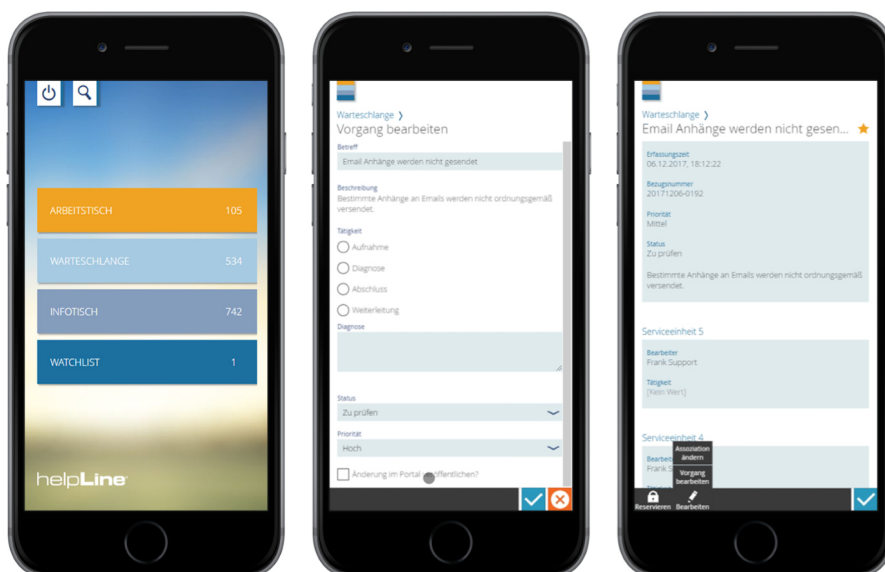 ARBEITSTISCH 105
WARTESCHLANGE 534
INFOTISCH 742
WATCHLIST 1
helpLine
Warteschlange ❯
Vorgang bearbeiten
Betreff
Email Anhänge werden nicht gesendet
Beschreibung
Bestimmte Anhänge an Emails werden nicht ordnungsgemäß
versendet.
Tätigkeit
Aufnahme
Diagnose
Abschluss
Weiterleitung
Diagnose
Status
Zu prüfen
Priorität
Hoch
Änderung im Portal veröffentlichen?
Warteschlange ❯
Email Anhänge werden nicht gesen...
Erfassungszeit
06.12.2017, 18:12:22
Bezugsnummer
20171206-0192
Priorität
Mittel
Status
Zu prüfen
Bestimmte Anhänge an Emails werden nicht ordnungsgemäß
versendet.
Serviceeinheit 5
Bearbeiter
Frank Support
Tätigkeit
[Kein Wert]
Serviceeinheit 4
Assoziation
ändern
Vorgang
bearbeiten
Reservieren Bearbeiten